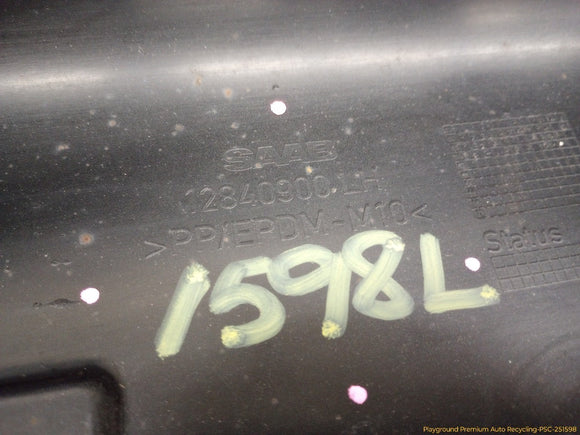 SAAB
12840900 LH
>PP/EPDM-M10<
Status
1598L
Playground Premium Auto Recycling-PSC-251598